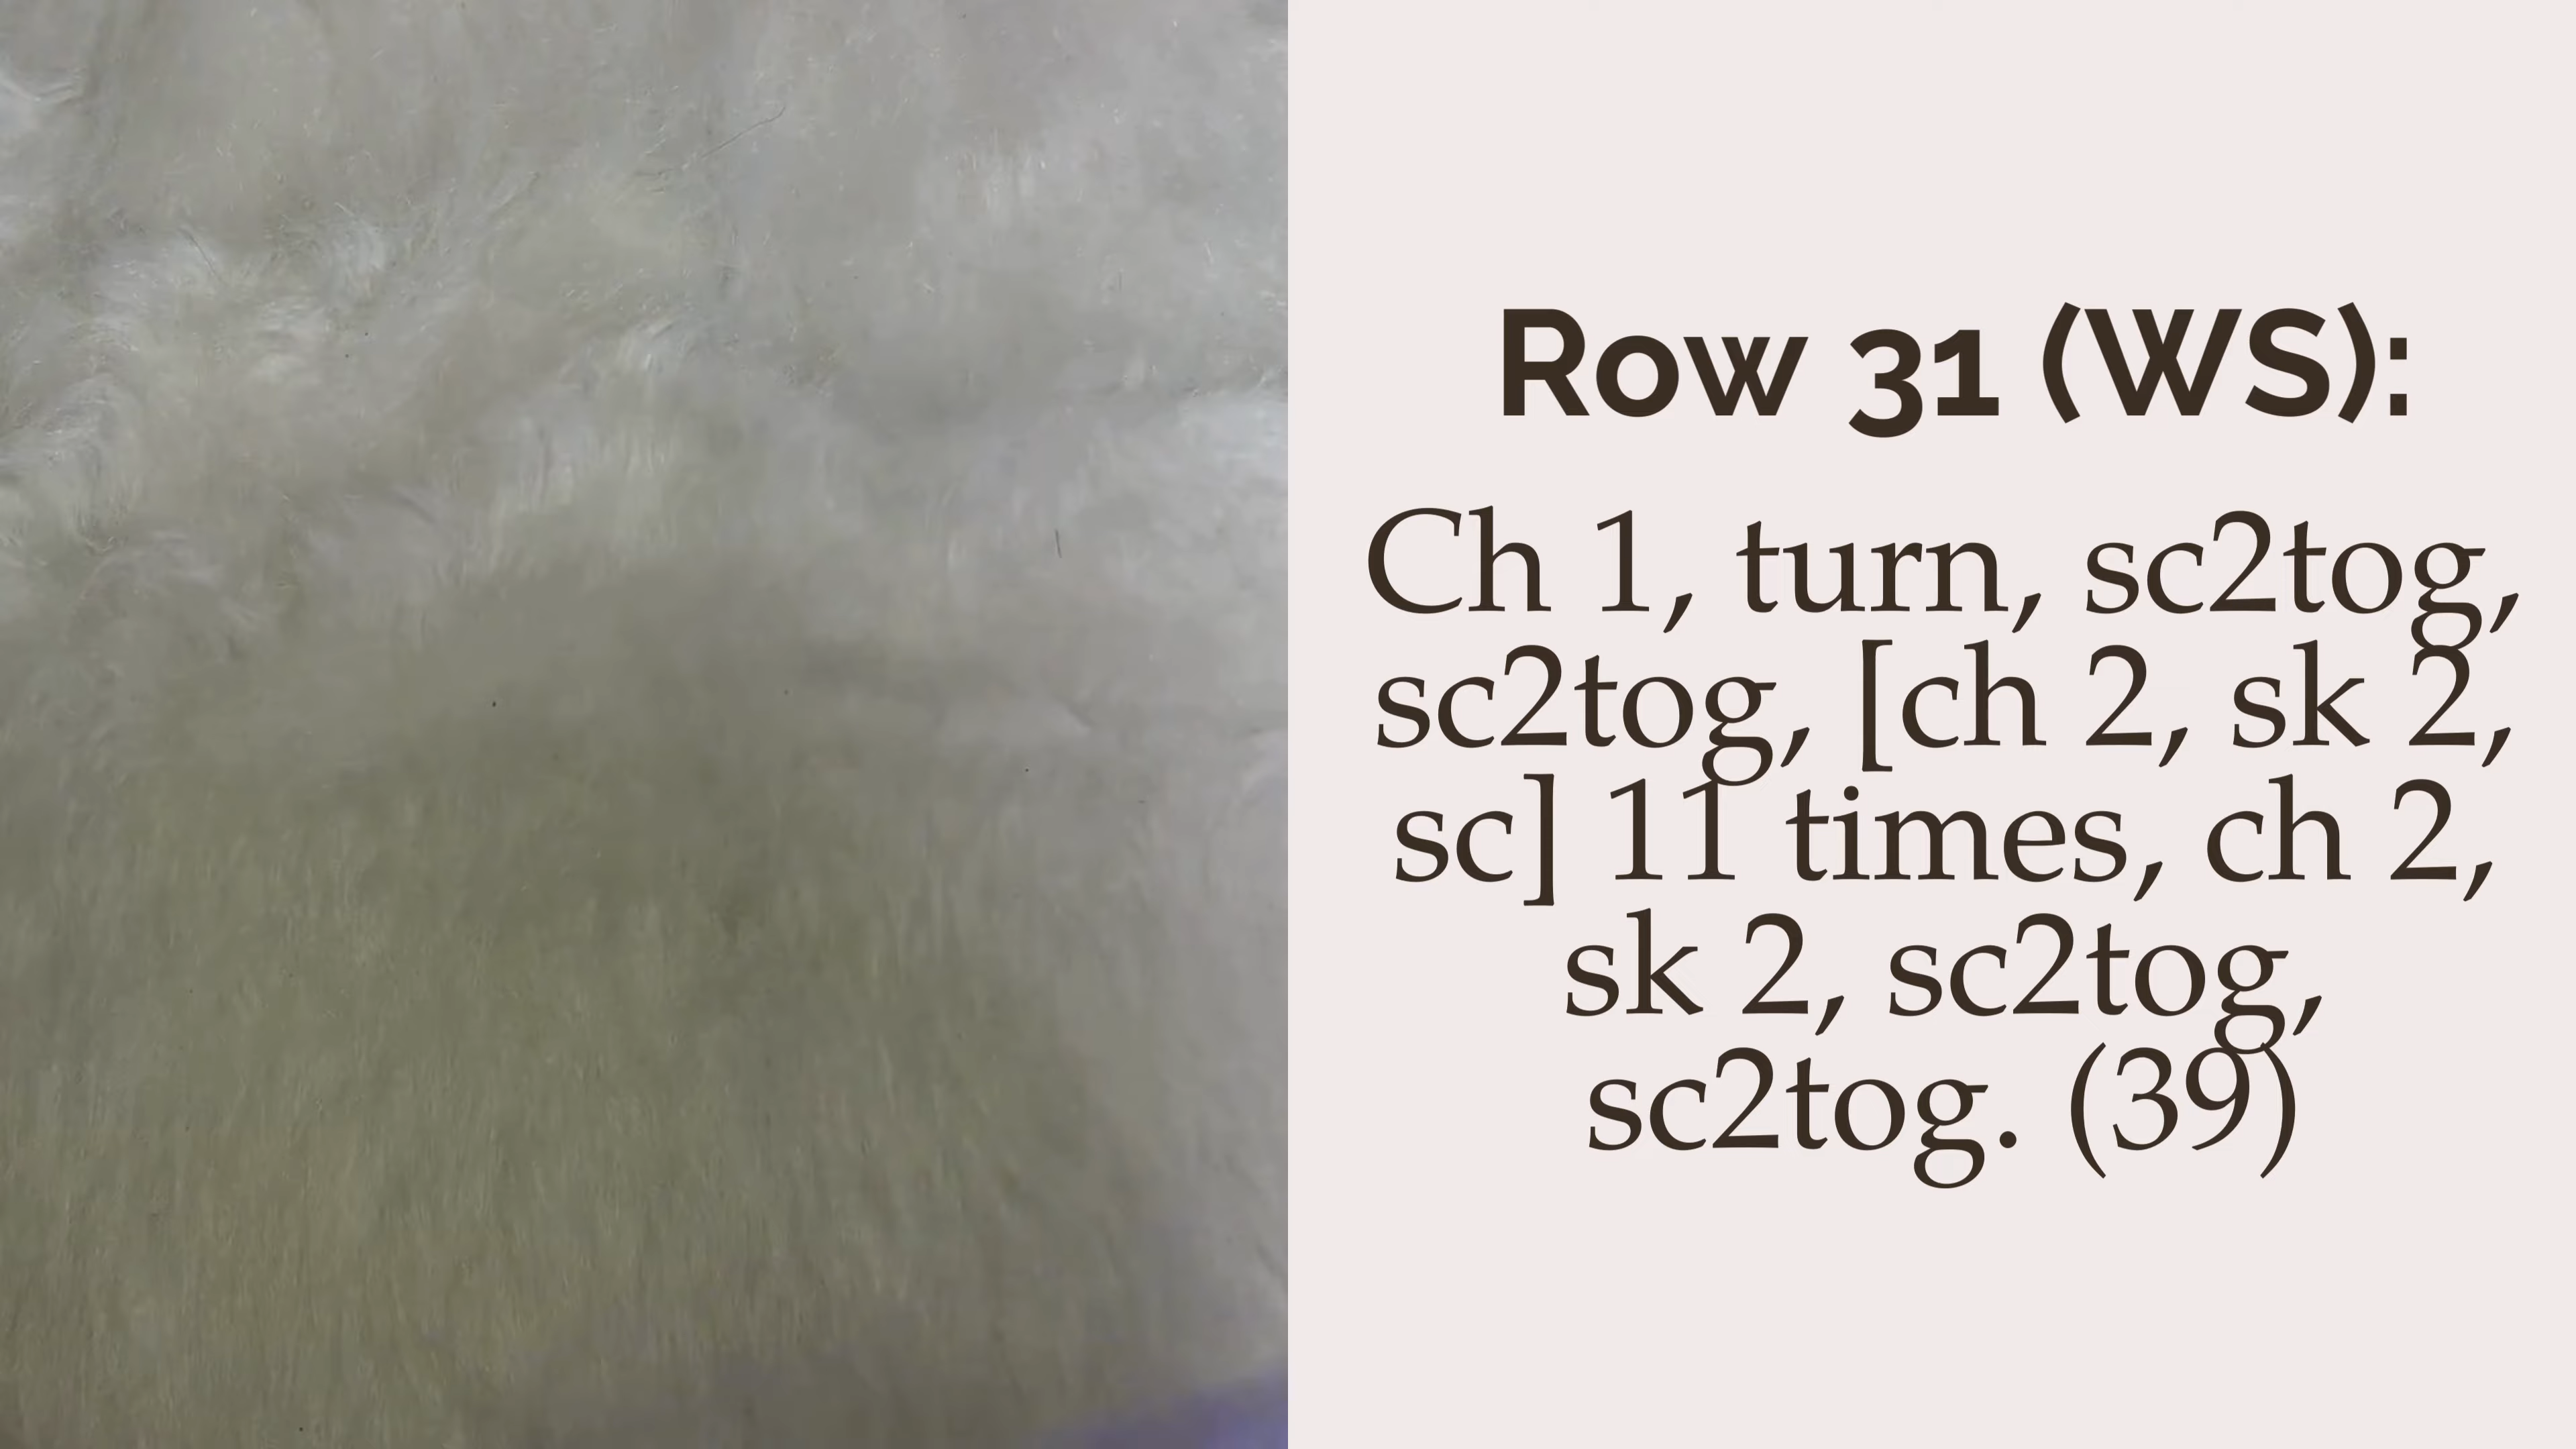 Row 31 (WS):
Ch 1, turn, sc2tog,
sc2tog, [ch 2, sk 2,
sc] 11 times, ch 2,
sk 2, sc2tog,
sc2tog. (39)